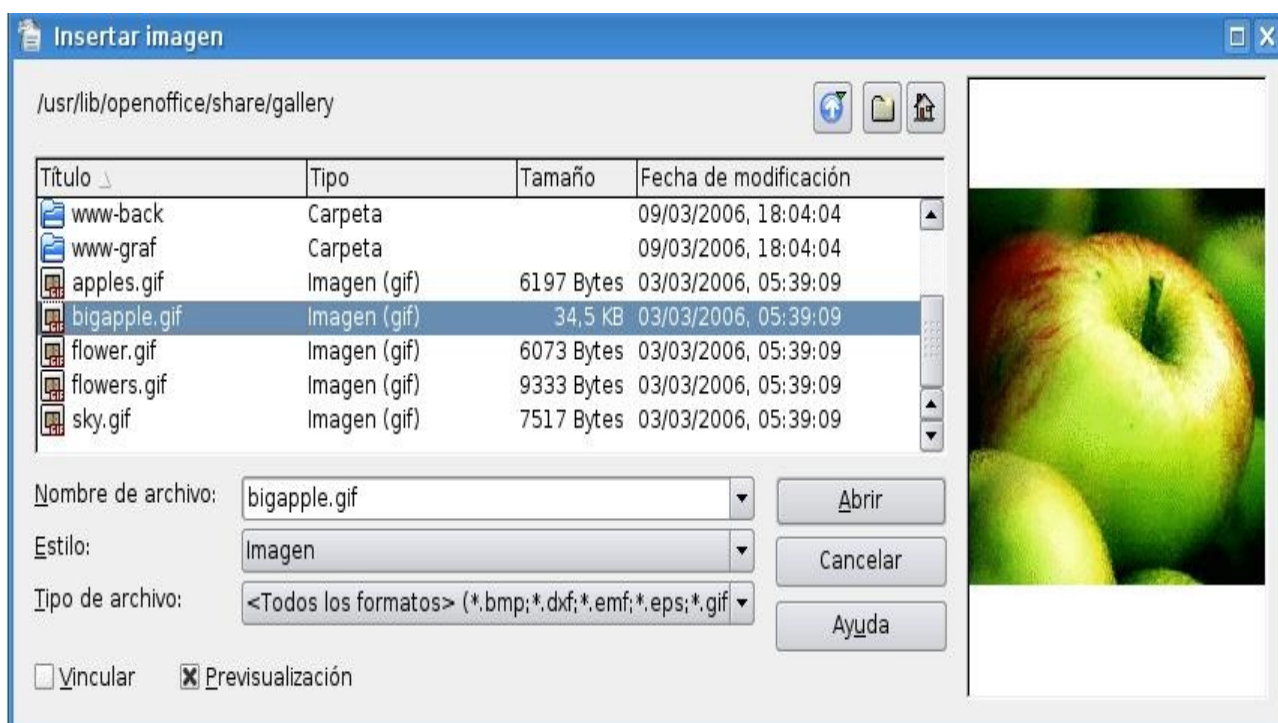 Insertar imagen
/usr/lib/openoffice/share/gallery
Título Tipo Tamaño Fecha de modificación
www-back Carpeta 09/03/2006, 18:04:04
www-graf Carpeta 09/03/2006, 18:04:04
apples.gif Imagen (gif) 6197 Bytes 03/03/2006, 05:39:09
bigapple.gif Imagen (gif) 34,5 KB 03/03/2006, 05:39:09
flower.gif Imagen (gif) 6073 Bytes 03/03/2006, 05:39:09
flowers.gif Imagen (gif) 9333 Bytes 03/03/2006, 05:39:09
sky.gif Imagen (gif) 7517 Bytes 03/03/2006, 05:39:09
Nombre de archivo: bigapple.gif Abrir
Estilo: Imagen Cancelar
Tipo de archivo: <Todos los formatos> (*.bmp;*.dxf;*.emf;*.eps;*.gif Ayuda
Vincular Previsualización